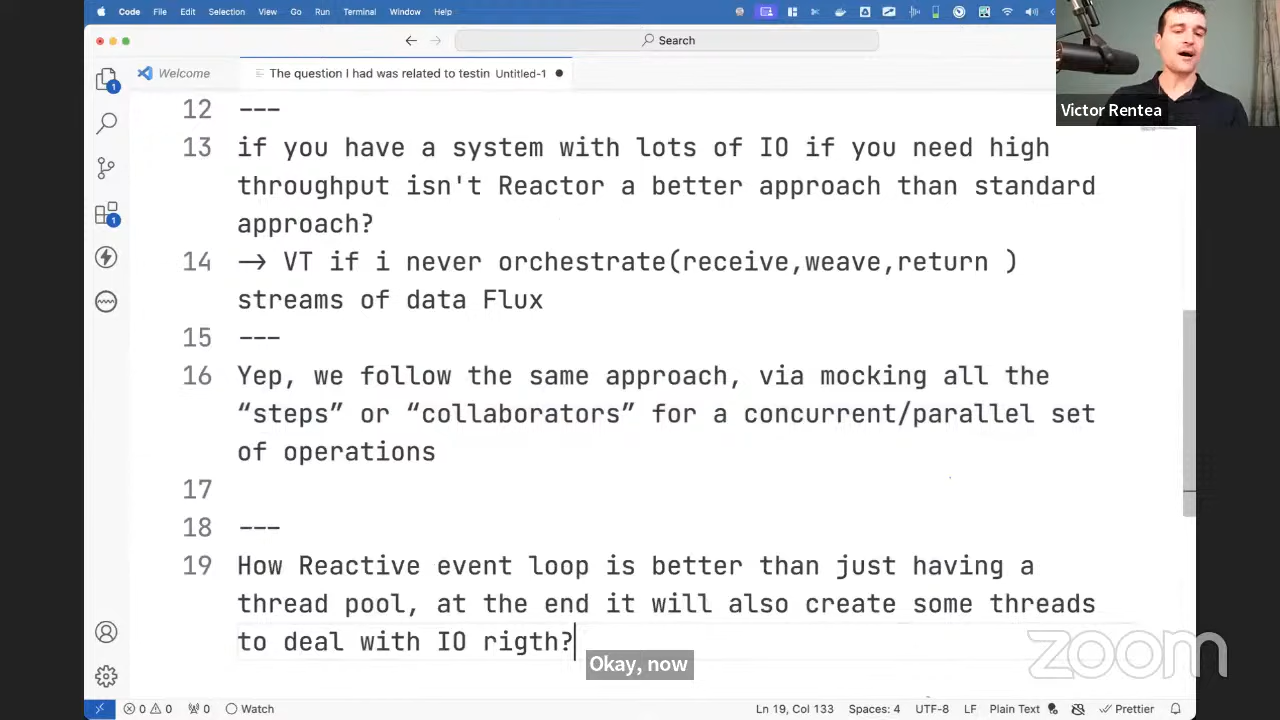 Code File Edit Selection View Go Run Terminal Window Help
Search
Welcome The question I had was related to testin Untitled-1
Victor Rentea
12 ---
13 if you have a system with lots of IO if you need high
throughput isn't Reactor a better approach than standard
approach?
14 -> VT if i never orchestrate(receive,weave,return )
streams of data Flux
15 ---
16 Yep, we follow the same approach, via mocking all the
“steps” or “collaborators” for a concurrent/parallel set
of operations
17
18 ---
19 How Reactive event loop is better than just having a
thread pool, at the end it will also create some threads
to deal with IO rigth?
Okay, now
zoom
1
1
0 0 0 Watch Ln 19, Col 133 Spaces: 4 UTF-8 LF Plain Text Prettier